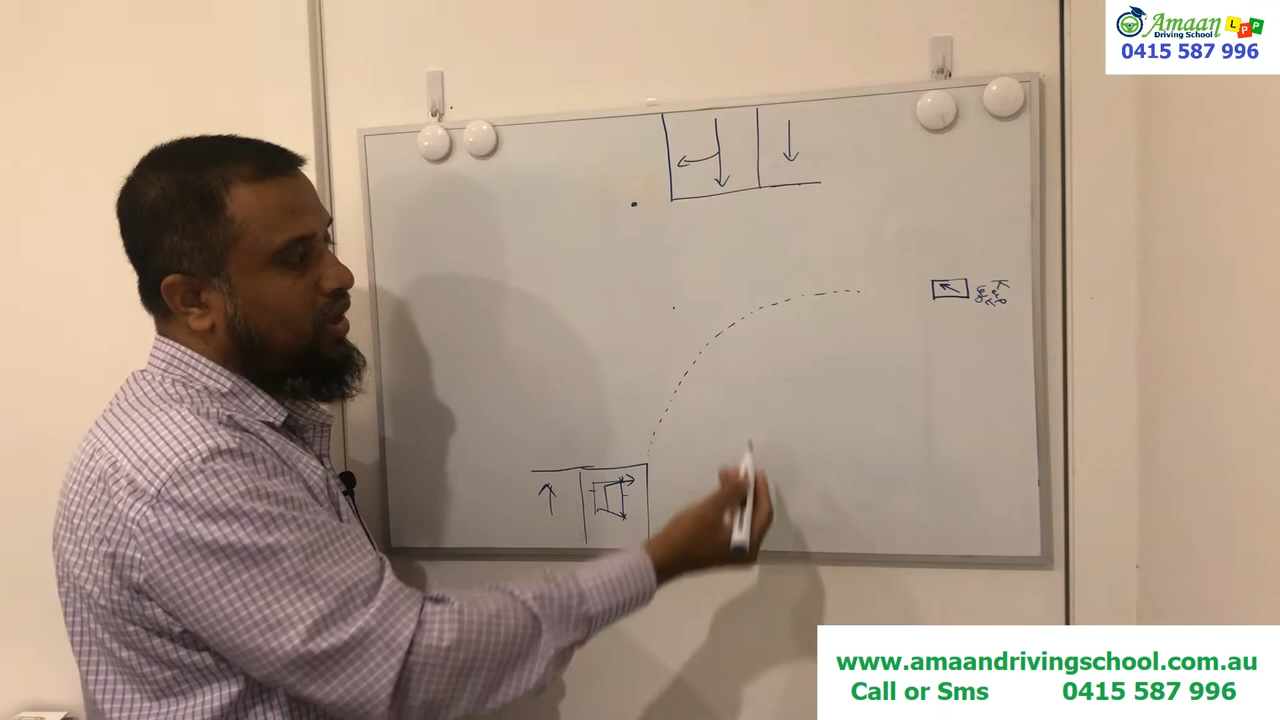 Amaan
L P P
Driving School
0415 587 996
www.amaandrivingschool.com.au
Call or Sms 0415 587 996